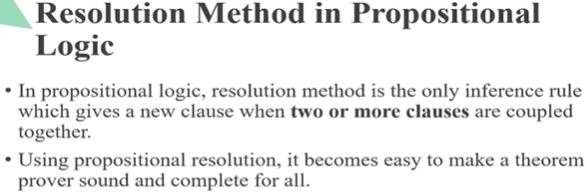 Resolution Method in Propositional
Logic
• In propositional logic, resolution method is the only inference rule
which gives a new clause when two or more clauses are coupled
together.
• Using propositional resolution, it becomes easy to make a theorem
prover sound and complete for all.